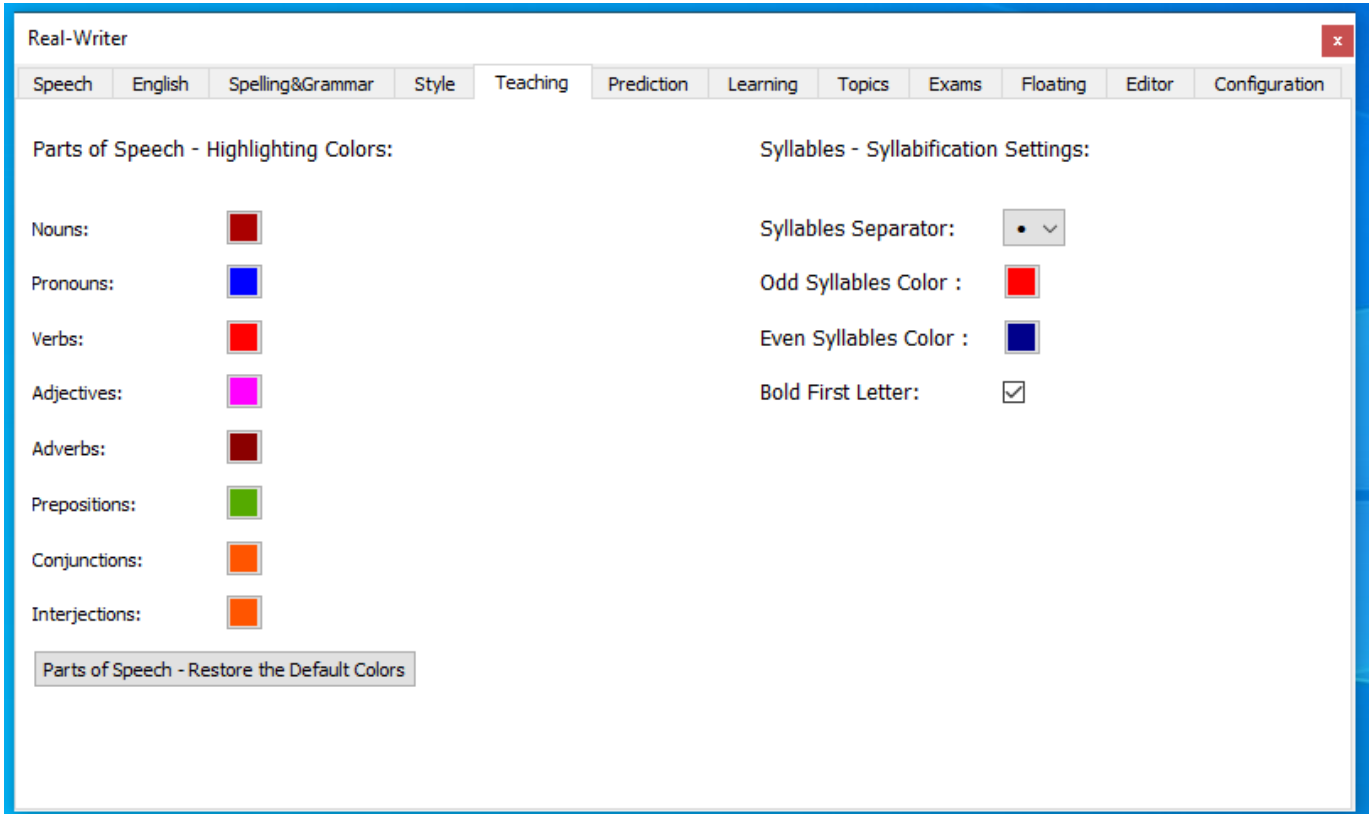 Real-Writer
x
Speech English Spelling&Grammar Style Teaching Prediction Learning Topics Exams Floating Editor Configuration
Parts of Speech - Highlighting Colors:
Nouns:
Pronouns:
Verbs:
Adjectives:
Adverbs:
Prepositions:
Conjunctions:
Interjections:
Parts of Speech - Restore the Default Colors
Syllables - Syllabification Settings:
Syllables Separator: •
Odd Syllables Color :
Even Syllables Color :
Bold First Letter: